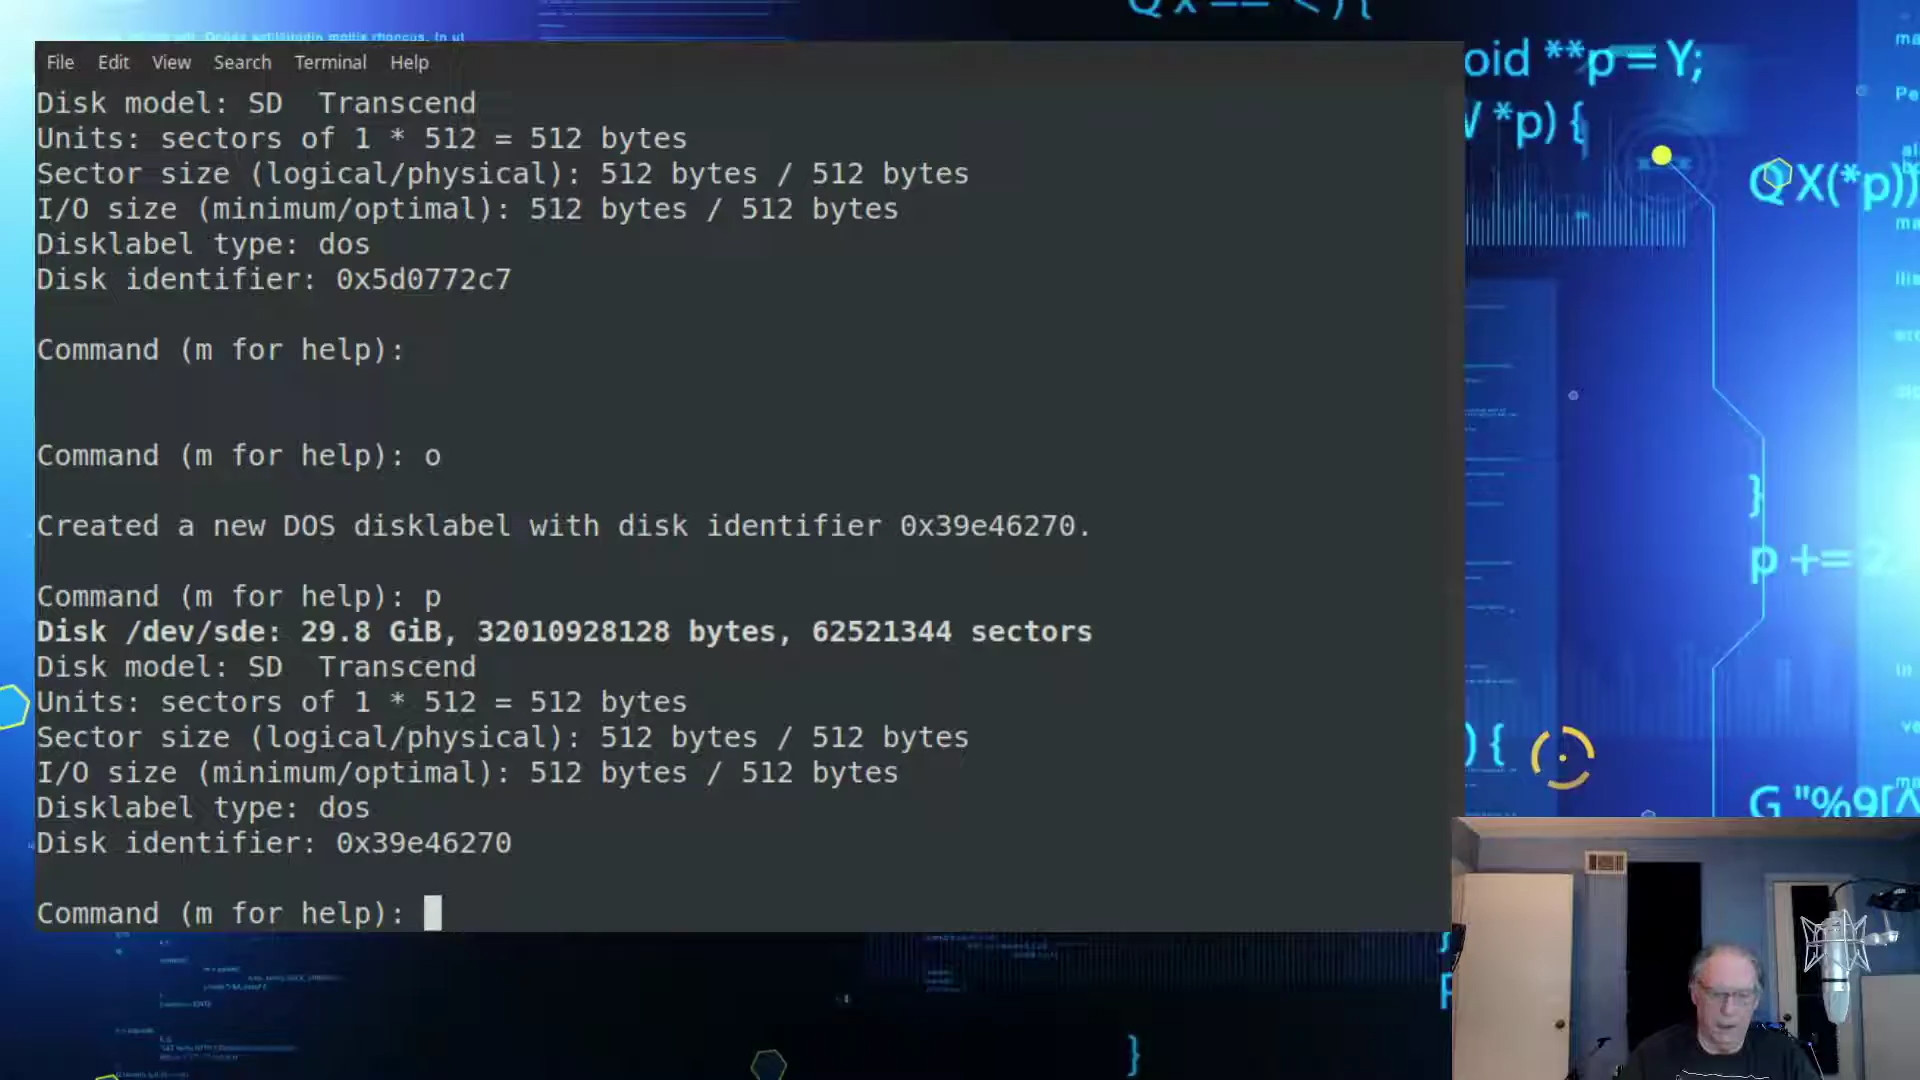 File Edit View Search Terminal Help
Disk model: SD  Transcend
Units: sectors of 1 * 512 = 512 bytes
Sector size (logical/physical): 512 bytes / 512 bytes
I/O size (minimum/optimal): 512 bytes / 512 bytes
Disklabel type: dos
Disk identifier: 0x5d0772c7
Command (m for help):
Command (m for help): o
Created a new DOS disklabel with disk identifier 0x39e46270.
Command (m for help): p
Disk /dev/sde: 29.8 GiB, 32010928128 bytes, 62521344 sectors
Disk model: SD  Transcend
Units: sectors of 1 * 512 = 512 bytes
Sector size (logical/physical): 512 bytes / 512 bytes
I/O size (minimum/optimal): 512 bytes / 512 bytes
Disklabel type: dos
Disk identifier: 0x39e46270
Command (m for help):
oid **p = Y;
*p) {
Q X(*p))
}
p += 2
) {
G "%9[^
}